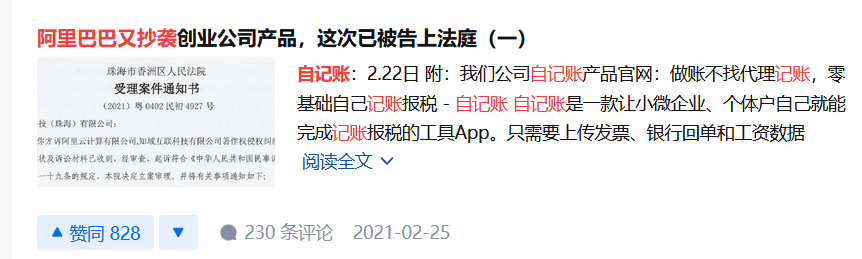 阿里巴巴又抄袭创业公司产品，这次已被告上法庭（一）
珠海市香洲区人民法院
受理案件通知书
（2021）粤 0402 民初 4927 号
技（珠海）有限公司：
你方诉阿里云计算有限公司,知域互联科技有限公司著作权侵权纠
状及诉讼材料已收到。经审查，起诉符合《中华人民共和国民事诉
一十九条的规定，本院决定立案审理，并将有关事项通知如下：
自记账：2.22日 附：我们公司自记账产品官网：做账不找代理记账，零
基础自己记账报税 - 自记账 自记账是一款让小微企业、个体户自己就能
完成记账报税的工具App。只需要上传发票、银行回单和工资数据
阅读全文
赞同 828
230 条评论
2021-02-25